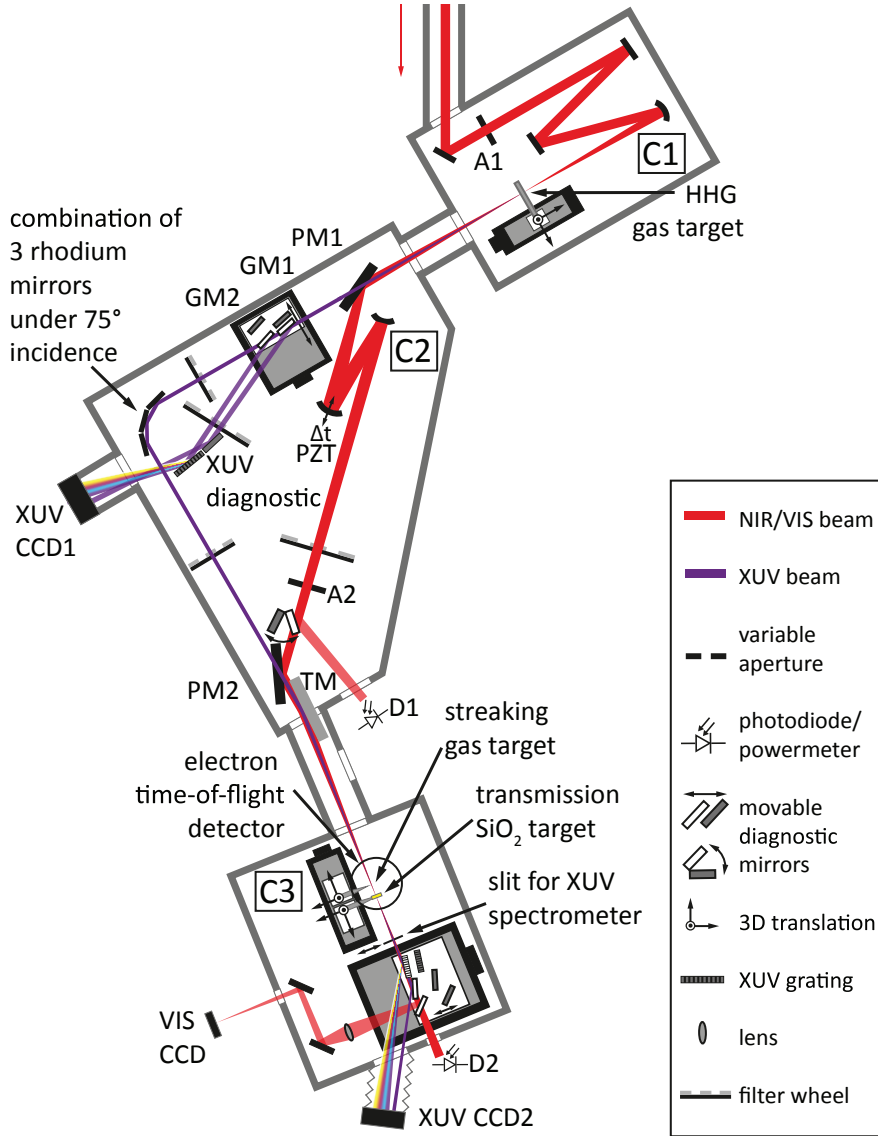 A1
C1
HHG
gas target
combination of
3 rhodium
mirrors
under 75°
incidence
PM1
GM1
GM2
C2
Δt
PZT
XUV
diagnostic
XUV
CCD1
A2
PM2
TM
D1
electron
time-of-flight
detector
streaking
gas target
transmission
SiO₂ target
C3
slit for XUV
spectrometer
VIS
CCD
D2
XUV CCD2
NIR/VIS beam
XUV beam
variable
aperture
photodiode/
powermeter
movable
diagnostic
mirrors
3D translation
XUV grating
lens
filter wheel